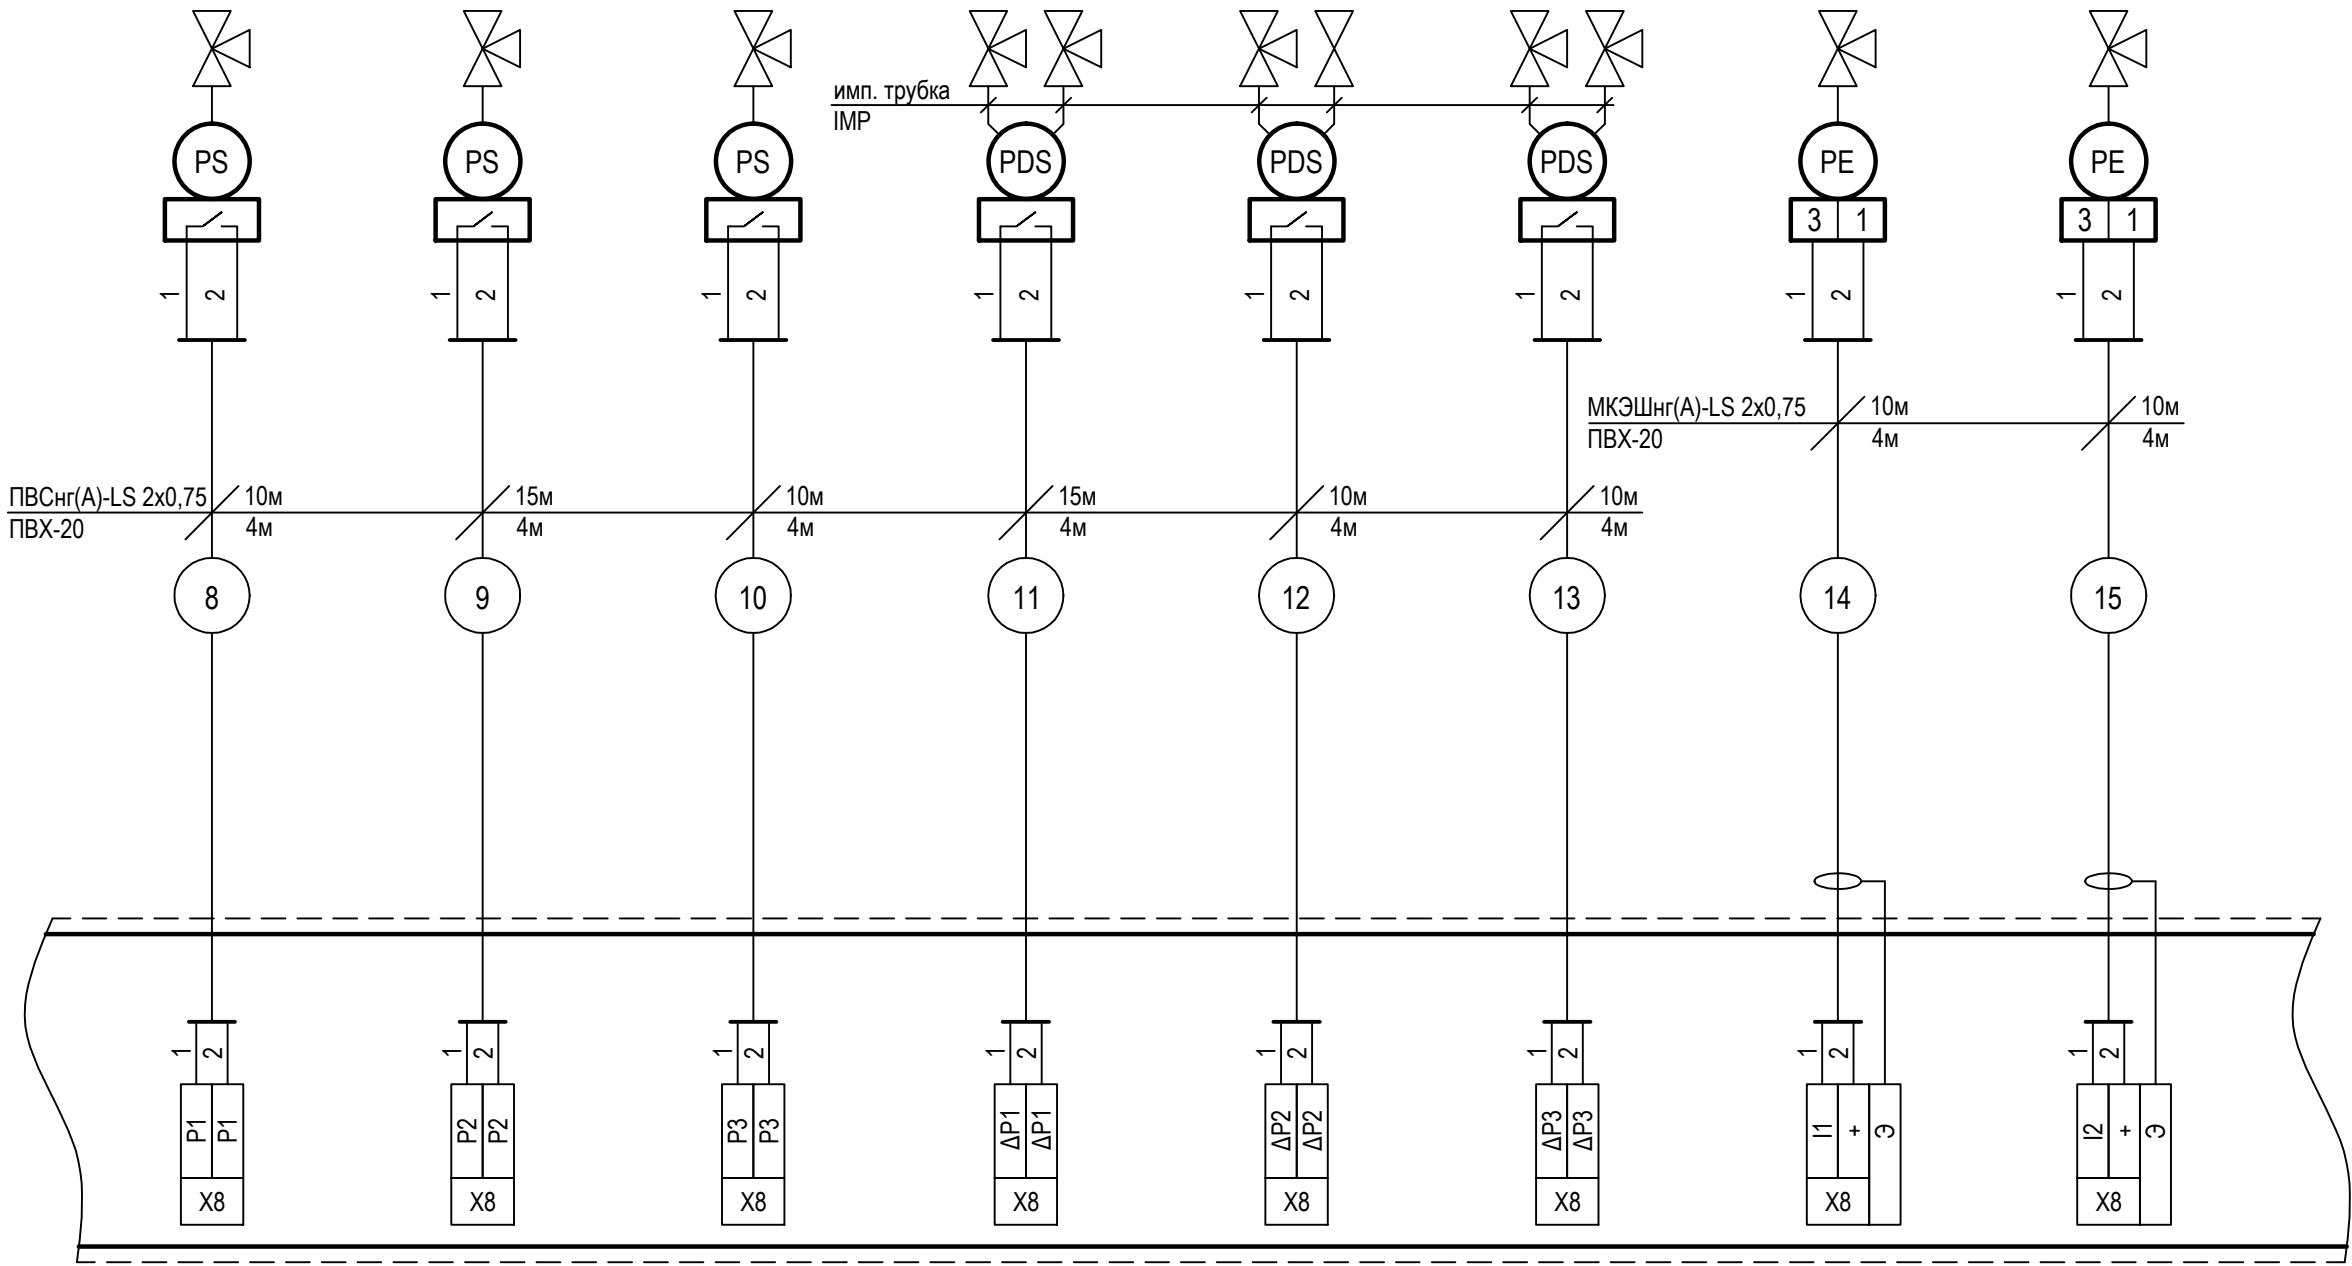 имп. трубка
IMP
PS PS PS PDS PDS PDS PE PE
3 1 3 1
1 2 1 2 1 2 1 2 1 2 1 2 1 2 1 2
МКЭШнг(А)-LS 2х0,75 10м 10м
ПВХ-20 4м 4м
ПВСнг(А)-LS 2х0,75 10м 15м 10м 15м 10м 10м
ПВХ-20 4м 4м 4м 4м 4м 4м
8 9 10 11 12 13 14 15
1 2 1 2 1 2 1 2 1 2 1 2 1 2 1 2
P1 P1 P2 P2 P3 P3 ΔP1 ΔP1 ΔP2 ΔP2 ΔP3 ΔP3 I1 + Э I2 + Э
X8 X8 X8 X8 X8 X8 X8 X8